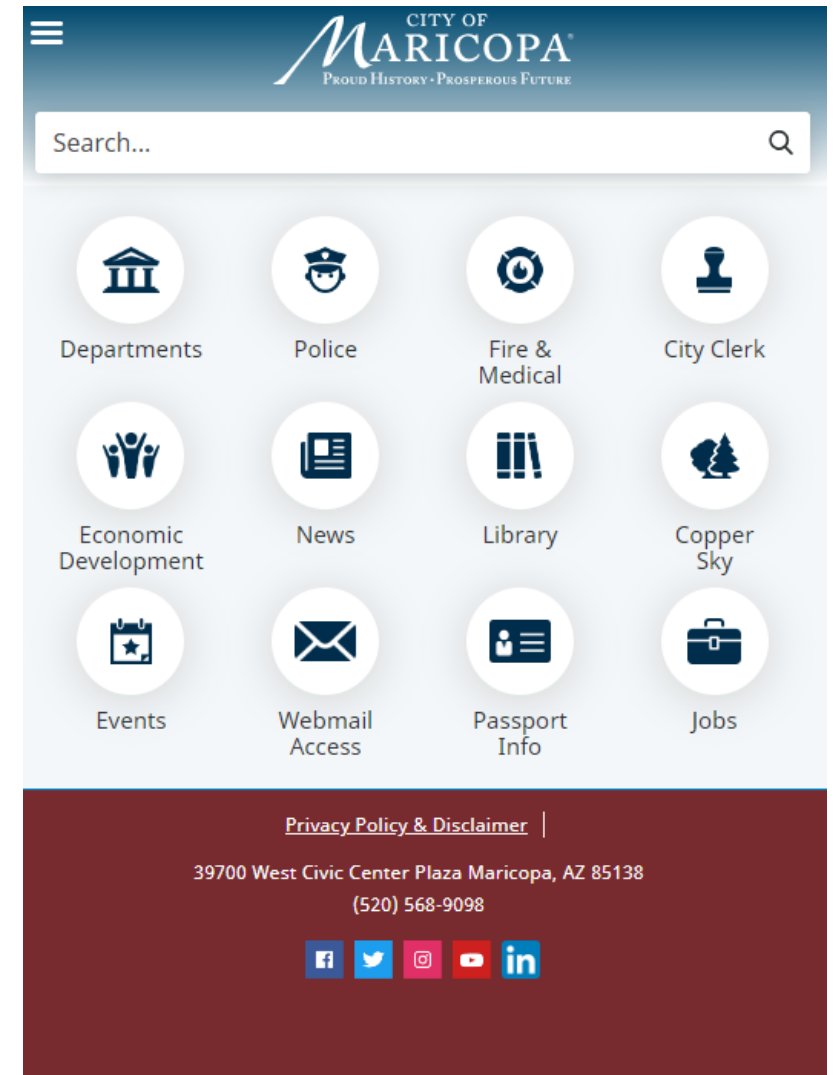 CITY OF
MARICOPA®
PROUD HISTORY • PROSPEROUS FUTURE
Search...
Departments
Police
Fire &
Medical
City Clerk
Economic
Development
News
Library
Copper
Sky
Events
Webmail
Access
Passport
Info
Jobs
Privacy Policy & Disclaimer
39700 West Civic Center Plaza Maricopa, AZ 85138
(520) 568-9098
in